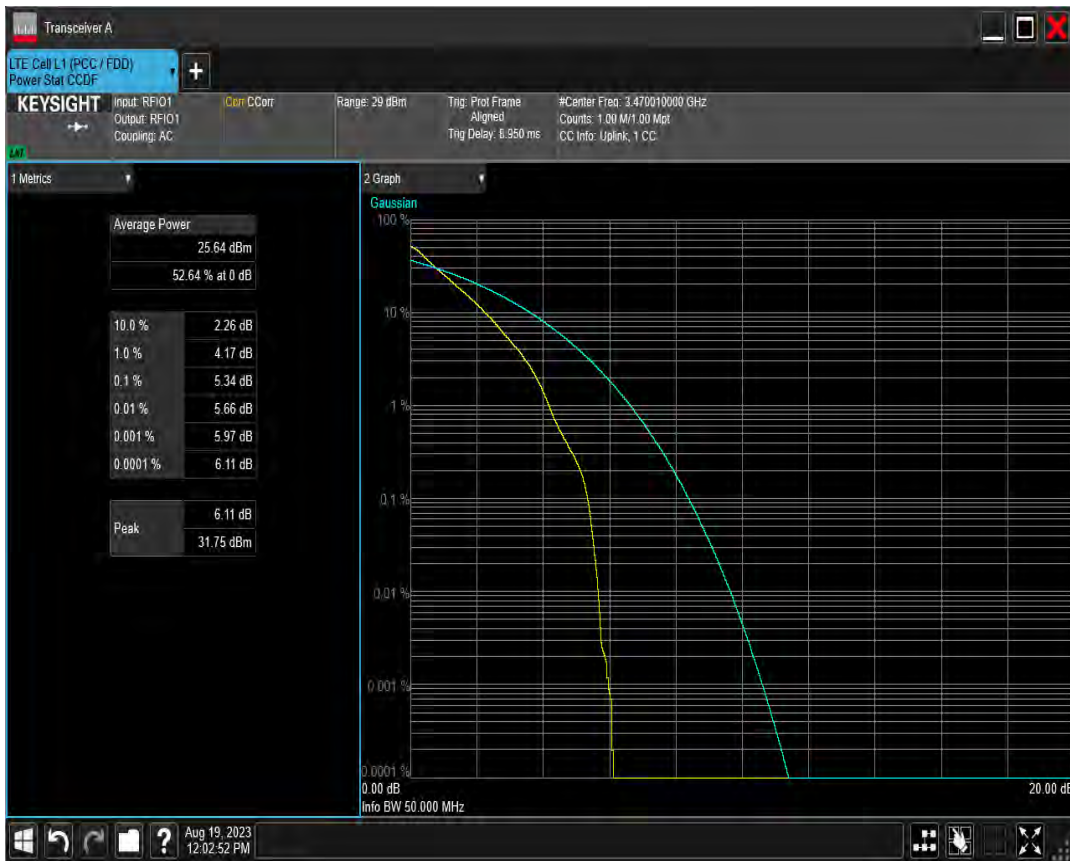 Transceiver A
LTE Cell L1 (PCC / FDD)
Power Stat CCDF
+
KEYSIGHT
Input: RFIO1
Output: RFIO1
Coupling: AC
Corr CCorr
Range: 29 dBm
Trig: Prot Frame
Aligned
Trig Delay: 8.950 ms
#Center Freq: 3.470010000 GHz
Counts: 1.00 M/1.00 Mpt
CC Info: Uplink, 1 CC
LXI
1 Metrics
Average Power
25.64 dBm
52.64 % at 0 dB
10.0 % 2.26 dB
1.0 % 4.17 dB
0.1 % 5.34 dB
0.01 % 5.66 dB
0.001 % 5.97 dB
0.0001 % 6.11 dB
Peak
6.11 dB
31.75 dBm
2 Graph
Gaussian
100 %
10 %
1 %
0.1 %
0.01 %
0.001 %
0.0001 %
0.00 dB
20.00 dB
Info BW 50.000 MHz
?
Aug 19, 2023
12:02:52 PM